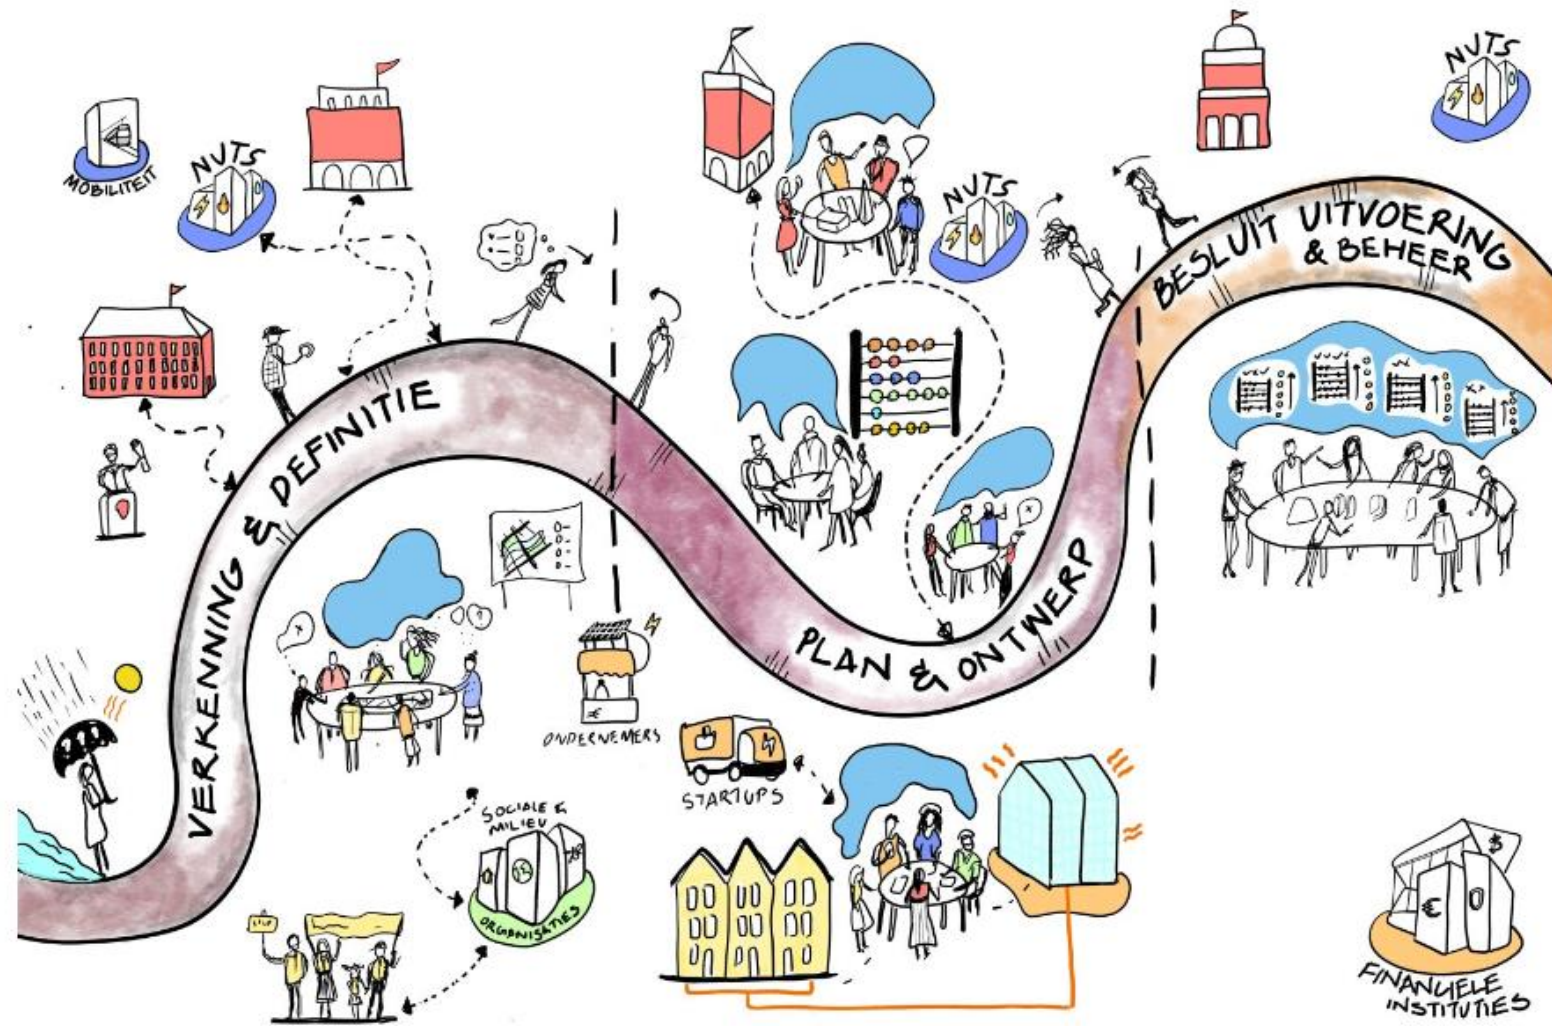 MOBILITEIT
NUTS
NUTS
NUTS
VERKENNING & DEFINITIE
PLAN & ONTWERP
BESLUIT UITVOERING
& BEHEER
ONDERNEMERS
€
STARTUPS
SOCIALE &
MILIEU
ORGANISATIES
$
€
FINANCIELE
INSTITUTIES